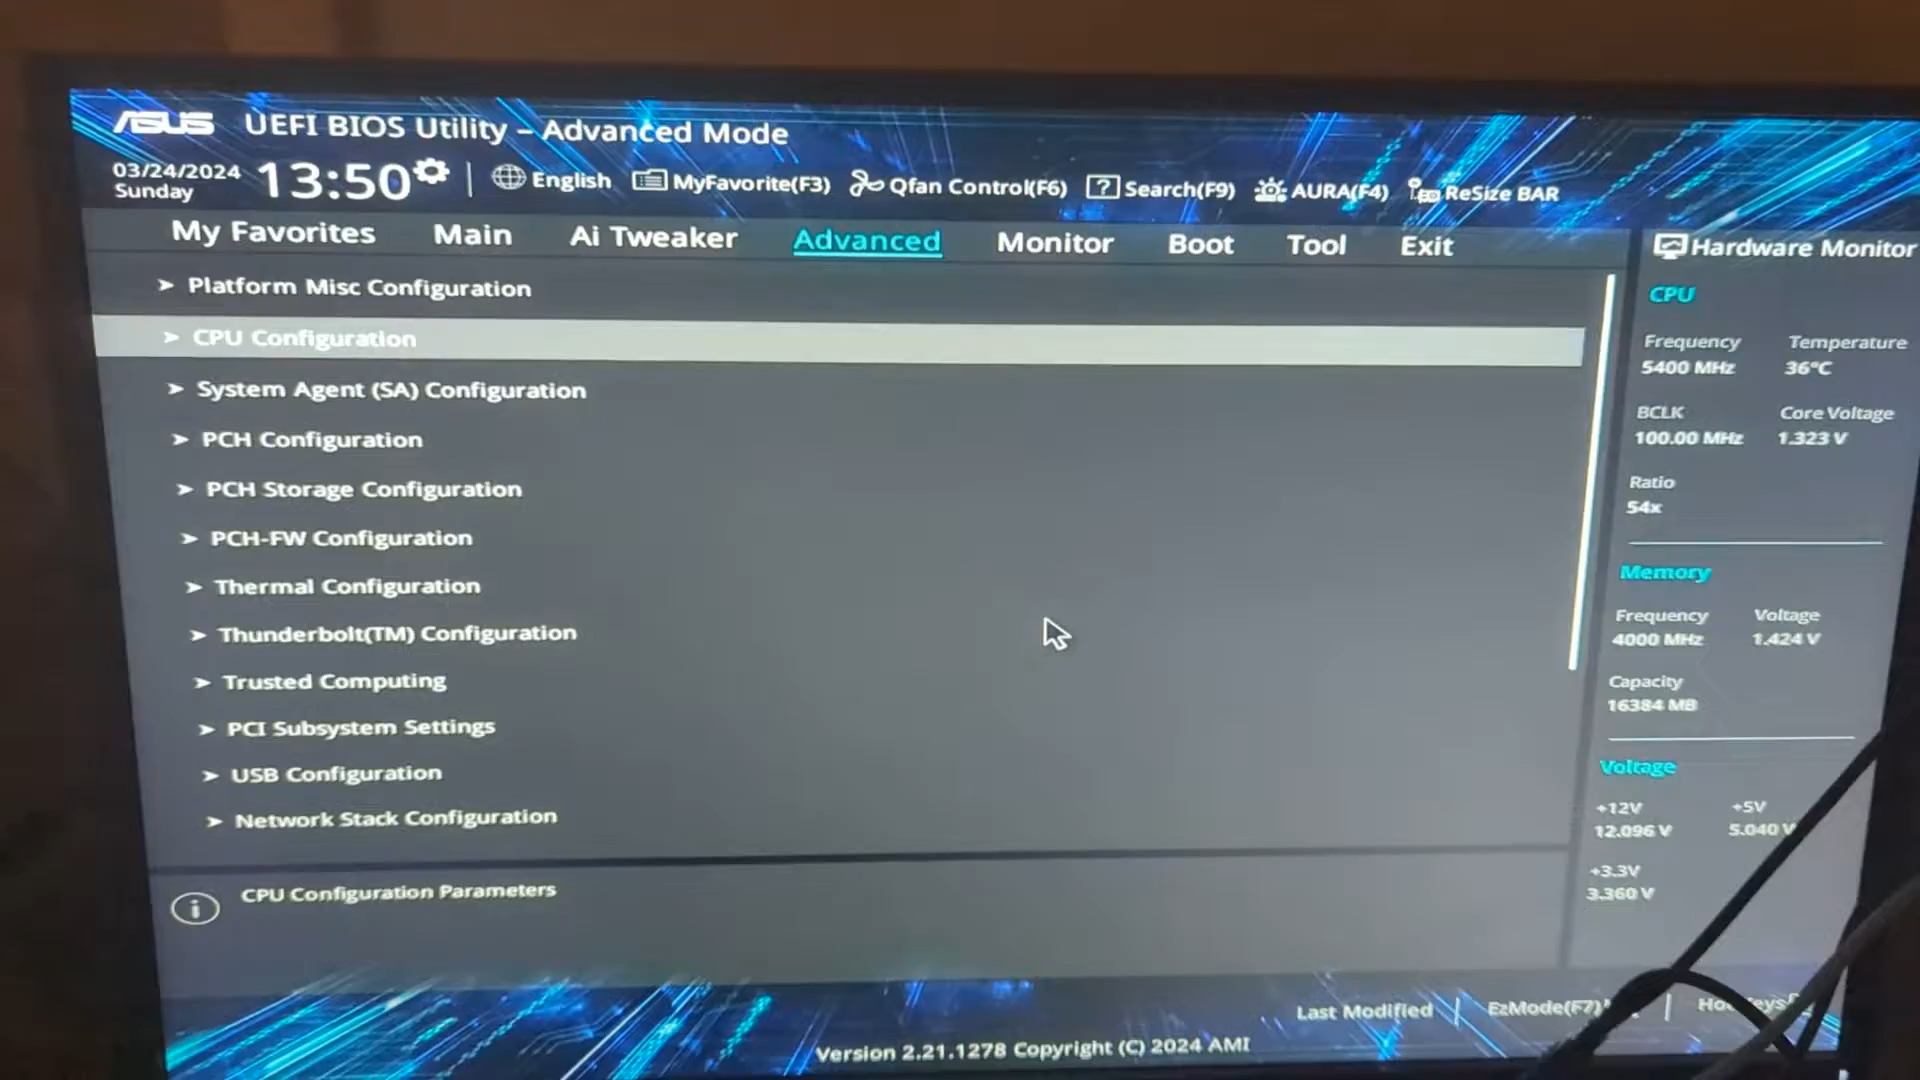 ASUS UEFI BIOS Utility – Advanced Mode
03/24/2024 13:50 English MyFavorite(F3) Qfan Control(F6) ? Search(F9) AURA(F4) ReSize BAR
Sunday
My Favorites Main Ai Tweaker Advanced Monitor Boot Tool Exit
Platform Misc Configuration
CPU Configuration
System Agent (SA) Configuration
PCH Configuration
PCH Storage Configuration
PCH-FW Configuration
Thermal Configuration
Thunderbolt(TM) Configuration
Trusted Computing
PCI Subsystem Settings
USB Configuration
Network Stack Configuration
i CPU Configuration Parameters
Hardware Monitor
CPU
Frequency Temperature
5400 MHz 36°C
BCLK Core Voltage
100.00 MHz 1.323 V
Ratio
54x
Memory
Frequency Voltage
4000 MHz 1.424 V
Capacity
16384 MB
Voltage
+12V +5V
12.096 V 5.040 V
+3.3V
3.360 V
Last Modified EzMode(F7)
Version 2.21.1278 Copyright (C) 2024 AMI